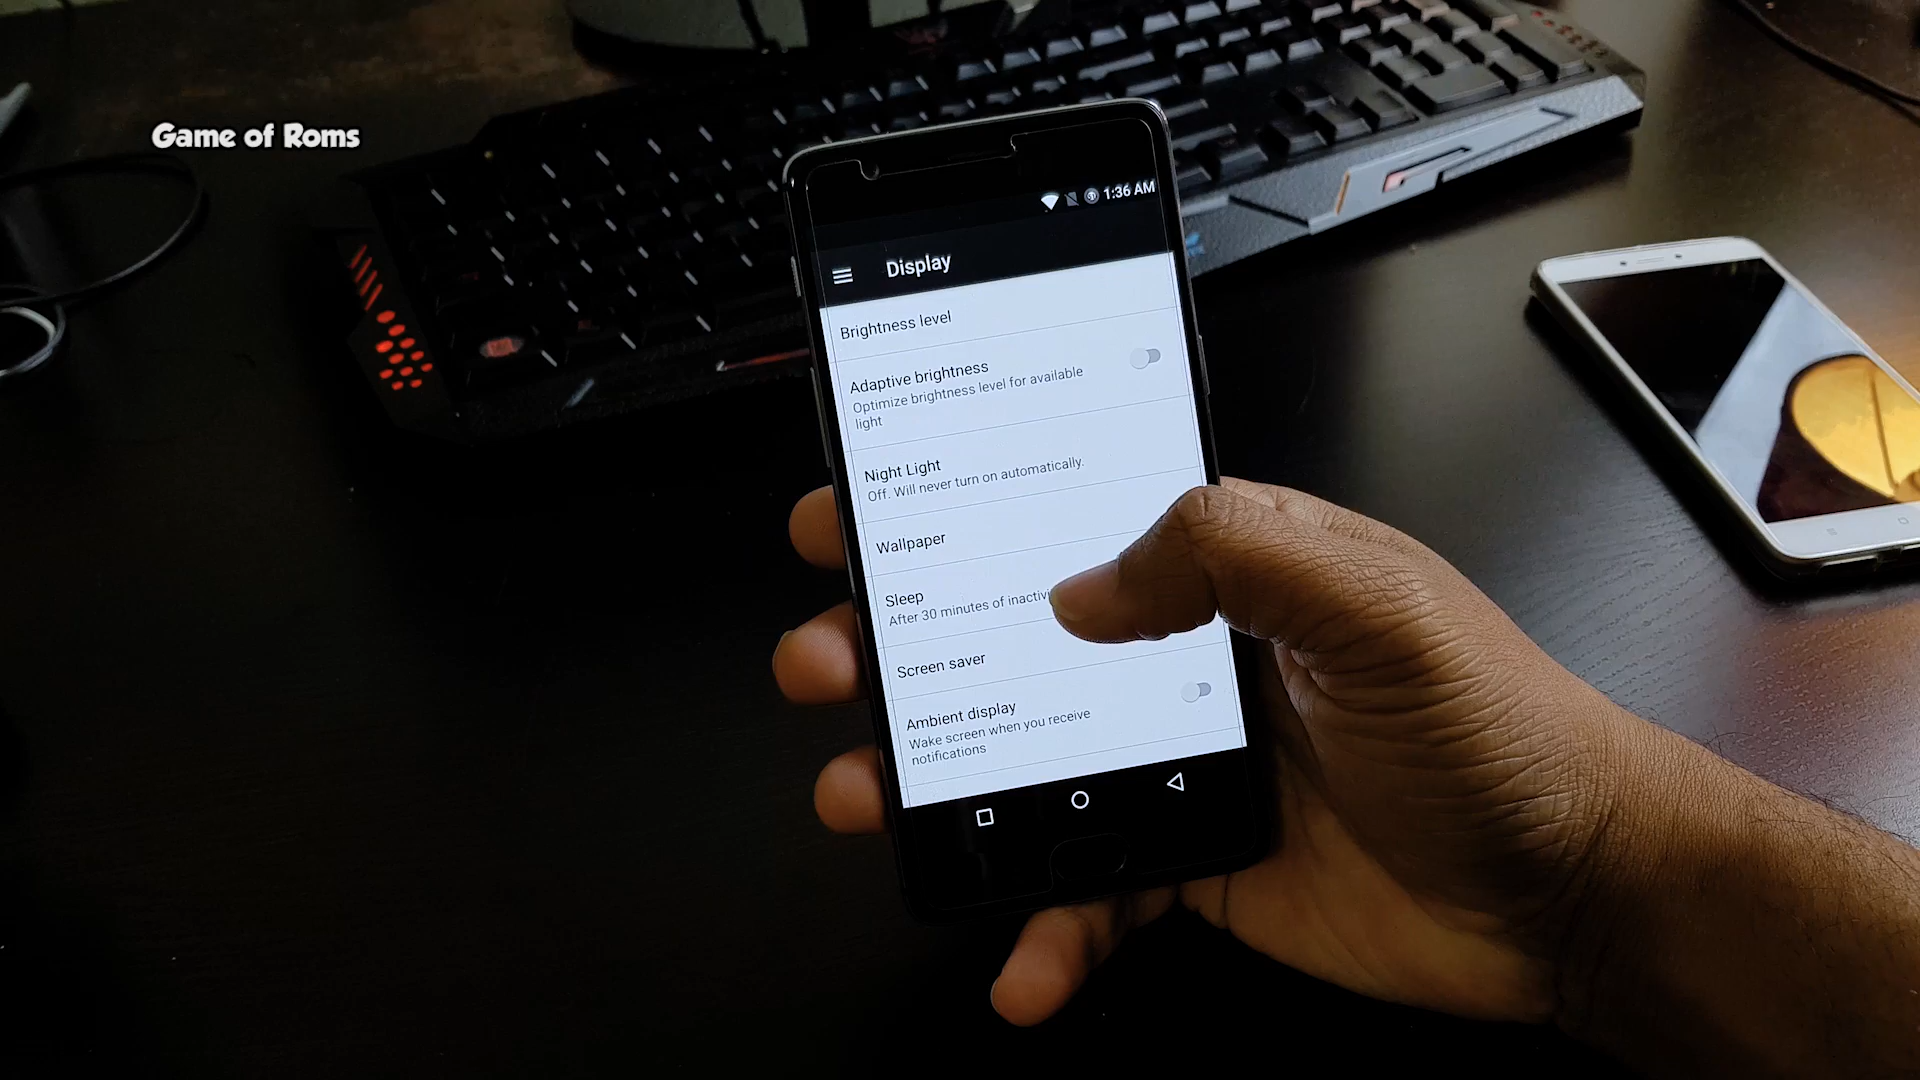 Game of Roms
1:36 AM
Display
Brightness level
Adaptive brightness
Optimize brightness level for available
light
Night Light
Off. Will never turn on automatically.
Wallpaper
Sleep
After 30 minutes of inactivi
Screen saver
Ambient display
Wake screen when you receive
notifications